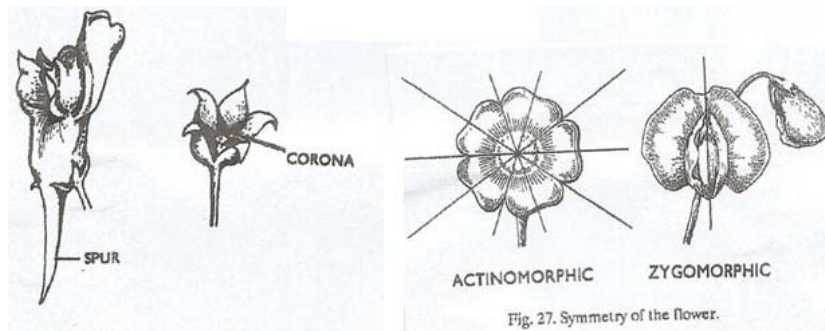 CORONA
SPUR
ACTINOMORPHIC
ZYGOMORPHIC
Fig. 27. Symmetry of the flower.